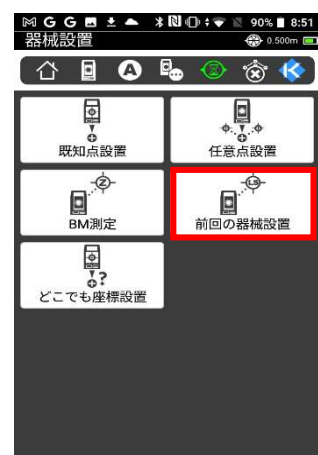 M G G 90% 8:51
器械設置 0.500m
A
既知点設置 任意点設置
Z LS
BM測定 前回の器械設置
?
どこでも座標設置